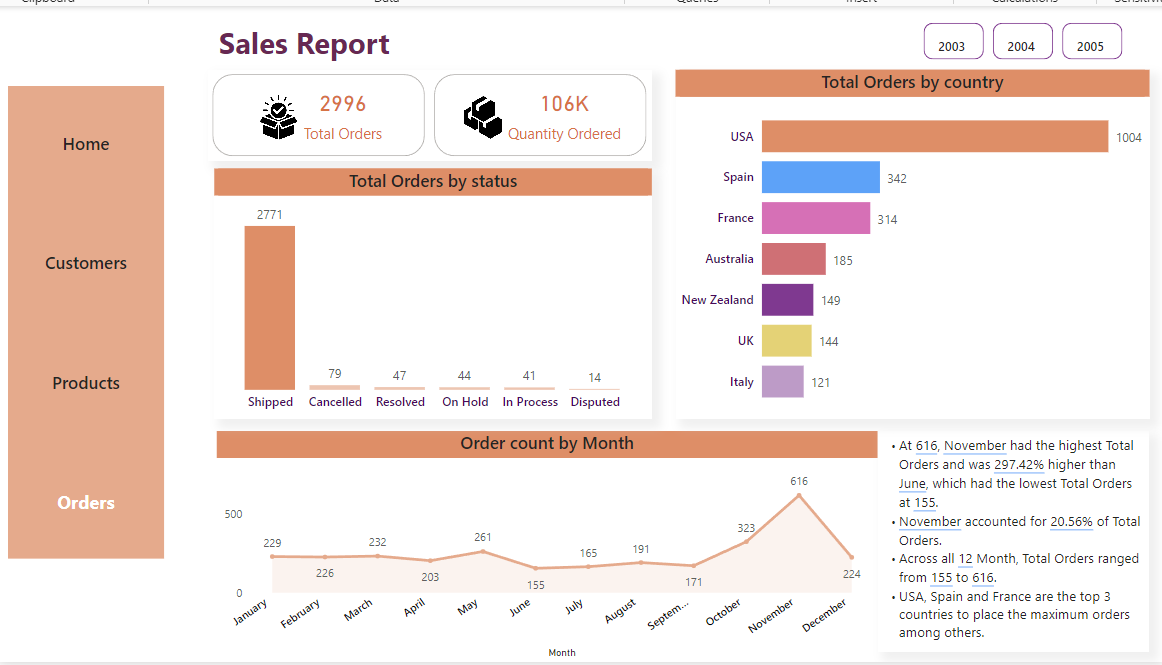 Clipboard
Data
Queries
Insert
Calculations
Sales Report
2003
2004
2005
Home
Customers
Products
Orders
2996
Total Orders
106K
Quantity Ordered
Total Orders by status
2771
79
47
44
41
14
Shipped
Cancelled
Resolved
On Hold
In Process
Disputed
Total Orders by country
USA
1004
Spain
342
France
314
Australia
185
New Zealand
149
UK
144
Italy
121
Order count by Month
500
0
229
226
232
203
261
155
165
191
171
323
616
224
January
February
March
April
May
June
July
August
Septem...
October
November
December
Month
• At 616, November had the highest Total
Orders and was 297.42% higher than
June, which had the lowest Total Orders
at 155.
• November accounted for 20.56% of Total
Orders.
• Across all 12 Month, Total Orders ranged
from 155 to 616.
• USA, Spain and France are the top 3
countries to place the maximum orders
among others.